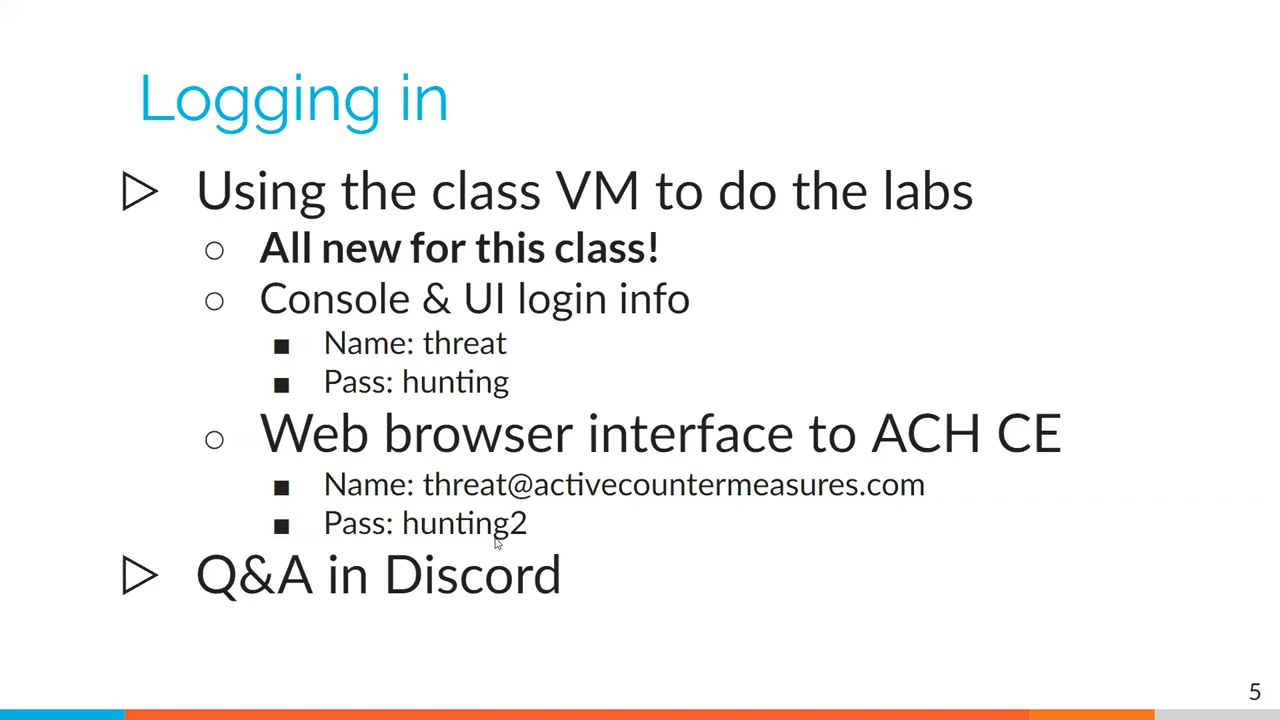 Logging in
▷ Using the class VM to do the labs
○ All new for this class!
○ Console & UI login info
■ Name: threat
■ Pass: hunting
○ Web browser interface to ACH CE
■ Name: threat@activecountermeasures.com
■ Pass: hunting2
▷ Q&A in Discord
5